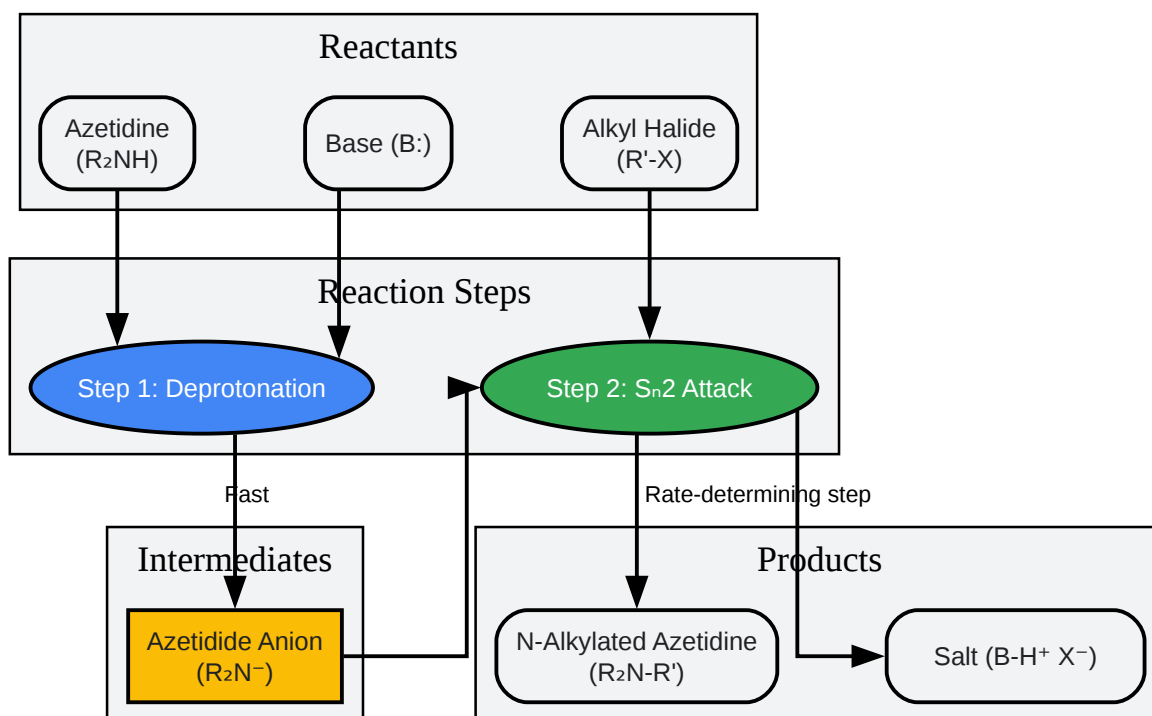 Reactants
Azetidine
(R₂NH)
Base (B:)
Alkyl Halide
(R'-X)
Reaction Steps
Step 1: Deprotonation
Step 2: Sₙ2 Attack
Fast
Rate-determining step
Intermediates
Products
Azetidide Anion
(R₂N⁻)
N-Alkylated Azetidine
(R₂N-R')
Salt (B-H⁺ X⁻)